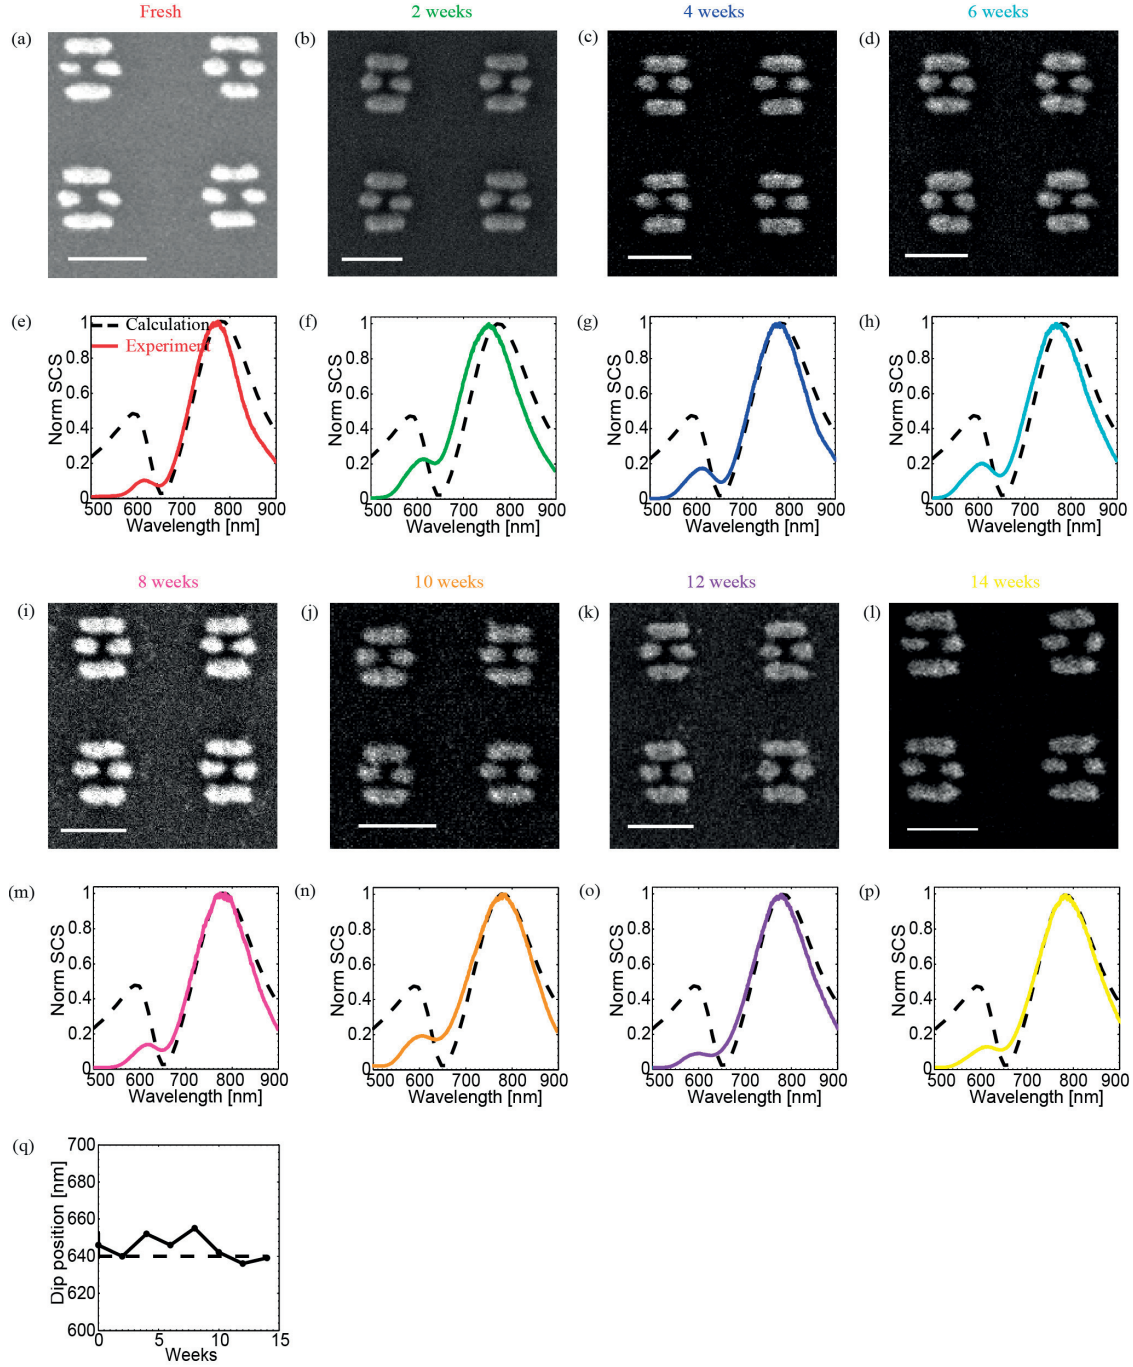 Fresh 2 weeks 4 weeks 6 weeks
(a) (b) (c) (d)
(e) (f) (g) (h)
Calculation
Experiment
1 1 1 1
0.8 0.8 0.8 0.8
0.6 0.6 0.6 0.6
0.4 0.4 0.4 0.4
0.2 0.2 0.2 0.2
0 0 0 0
Norm SCS Norm SCS Norm SCS Norm SCS
500 600 700 800 900 500 600 700 800 900 500 600 700 800 900 500 600 700 800 900
Wavelength [nm] Wavelength [nm] Wavelength [nm] Wavelength [nm]
8 weeks 10 weeks 12 weeks 14 weeks
(i) (j) (k) (l)
(m) (n) (o) (p)
1 1 1 1
0.8 0.8 0.8 0.8
0.6 0.6 0.6 0.6
0.4 0.4 0.4 0.4
0.2 0.2 0.2 0.2
0 0 0 0
Norm SCS Norm SCS Norm SCS Norm SCS
500 600 700 800 900 500 600 700 800 900 500 600 700 800 900 500 600 700 800 900
Wavelength [nm] Wavelength [nm] Wavelength [nm] Wavelength [nm]
(q)
700
680
660
640
620
600
Dip position [nm]
0 5 10 15
Weeks